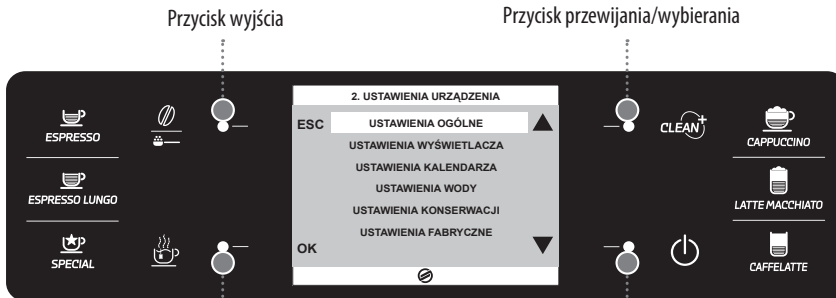 Przycisk wyjścia
Przycisk przewijania/wybierania
2. USTAWIENIA URZĄDZENIA
ESC
USTAWIENIA OGÓLNE
USTAWIENIA WYŚWIETLACZA
USTAWIENIA KALENDARZA
USTAWIENIA WODY
USTAWIENIA KONSERWACJI
USTAWIENIA FABRYCZNE
OK
ESPRESSO
ESPRESSO LUNGO
SPECIAL
CLEAN+
CAPPUCCINO
LATTE MACCHIATO
CAFFELATTE